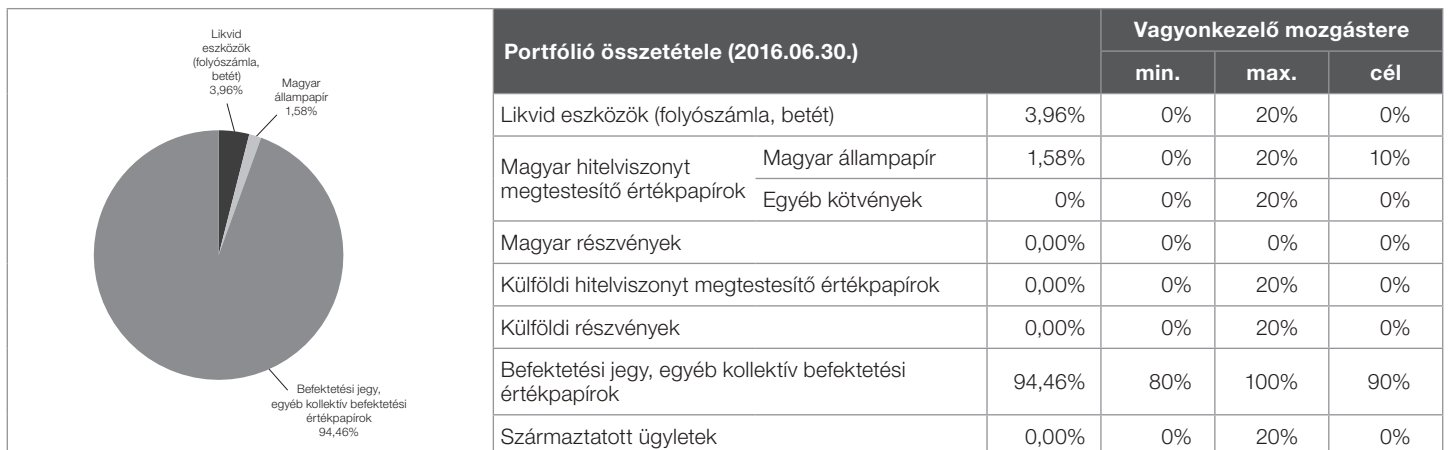 Likvid
eszközök
(folyószámla,
betét)
3,96%
Magyar
állampapír
1,58%
Befektetési jegy,
egyéb kollektív befektetési
értékpapírok
94,46%
Portfólió összetétele (2016.06.30.)
Vagyonkezelő mozgástere
min. max. cél
Likvid eszközök (folyószámla, betét) 3,96% 0% 20% 0%
Magyar hitelviszonyt
megtestesítő értékpapírok
Magyar állampapír 1,58% 0% 20% 10%
Egyéb kötvények 0% 0% 20% 0%
Magyar részvények 0,00% 0% 0% 0%
Külföldi hitelviszonyt megtestesítő értékpapírok 0,00% 0% 20% 0%
Külföldi részvények 0,00% 0% 20% 0%
Befektetési jegy, egyéb kollektív befektetési
értékpapírok 94,46% 80% 100% 90%
Származtatott ügyletek 0,00% 0% 20% 0%